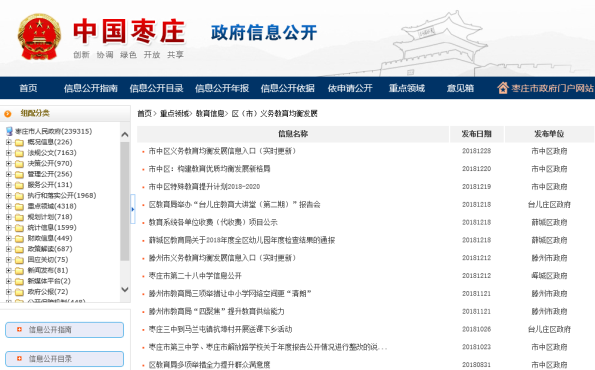 中国枣庄
政府信息公开
创新 协调 绿色 开放 共享
首页 信息公开指南 信息公开目录 信息公开年报 信息公开依据 依申请公开 重点领域 意见箱 枣庄市政府门户网站
细配分类
首页> 重点领域> 教育信息> 区（市）义务教育均衡发展
枣庄市人民政府(239315)
概况信息(226)
法规公文(7163)
决策公开(970)
管理公开(256)
服务公开(131)
执行和落实公开(1968)
重点领域(4318)
规划计划(718)
统计信息(1599)
财政信息(449)
政策解读(687)
回应关切(75)
新闻发布(81)
新媒体平台(2)
政府公报(72)
信息公开指南
信息公开目录
信息名称 发布日期 发布单位
市中区义务教育均衡发展信息入口（实时更新） 20181228 市中区政府
市中区：构建教育优质均衡发展新格局 20181220 市中区政府
市中区特殊教育提升计划2018-2020 20181219 市中区政府
区教育局举办“台儿庄教育大讲堂（第二期）”报告会 20181218 台儿庄区政府
教育系统各单位收费（代收费）项目公示 20181218 薛城区政府
薛城区教育局关于2018年度全区幼儿园年度检查结果的通报 20181218 薛城区政府
滕州市义务教育均衡发展信息入口（实时更新） 20181212 滕州市政府
枣庄市第二十八中学信息公开 20181212 峄城区政府
滕州市教育局三项举措让中小学网络空间更“清朗” 20181121 滕州市政府
滕州市教育局“四聚焦”提升教育供给能力 20181121 滕州市政府
枣庄三中到马兰屯镇抗埠村开展送课下乡活动 20181026 台儿庄区政府
枣庄市第三中学、枣庄市解放路学校关于年度报告公开情况进行整改的说... 20181023 市中区政府
区教育局多项举措全力提升群众满意度 20180831 市中区政府